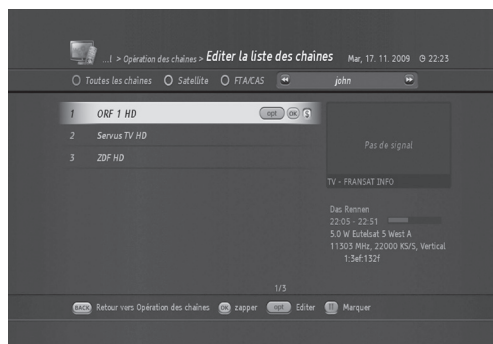 ...l > Opération des chaînes > Editer la liste des chaînes Mar, 17. 11. 2009 22:23
Toutes les chaînes Satellite FTA/CAS john
1 ORF 1 HD opt OK $
2 Servus TV HD
3 ZDF HD
Pas de signal
TV - FRANSAT INFO
Das Rennen
22:05 - 22:51
5.0 W Eutelsat 5 West A
11303 MHz, 22000 KS/S, Vertical
1:3ef:132f
1/3
BACK Retour vers Opération des chaînes OK zapper opt Editer Marquer